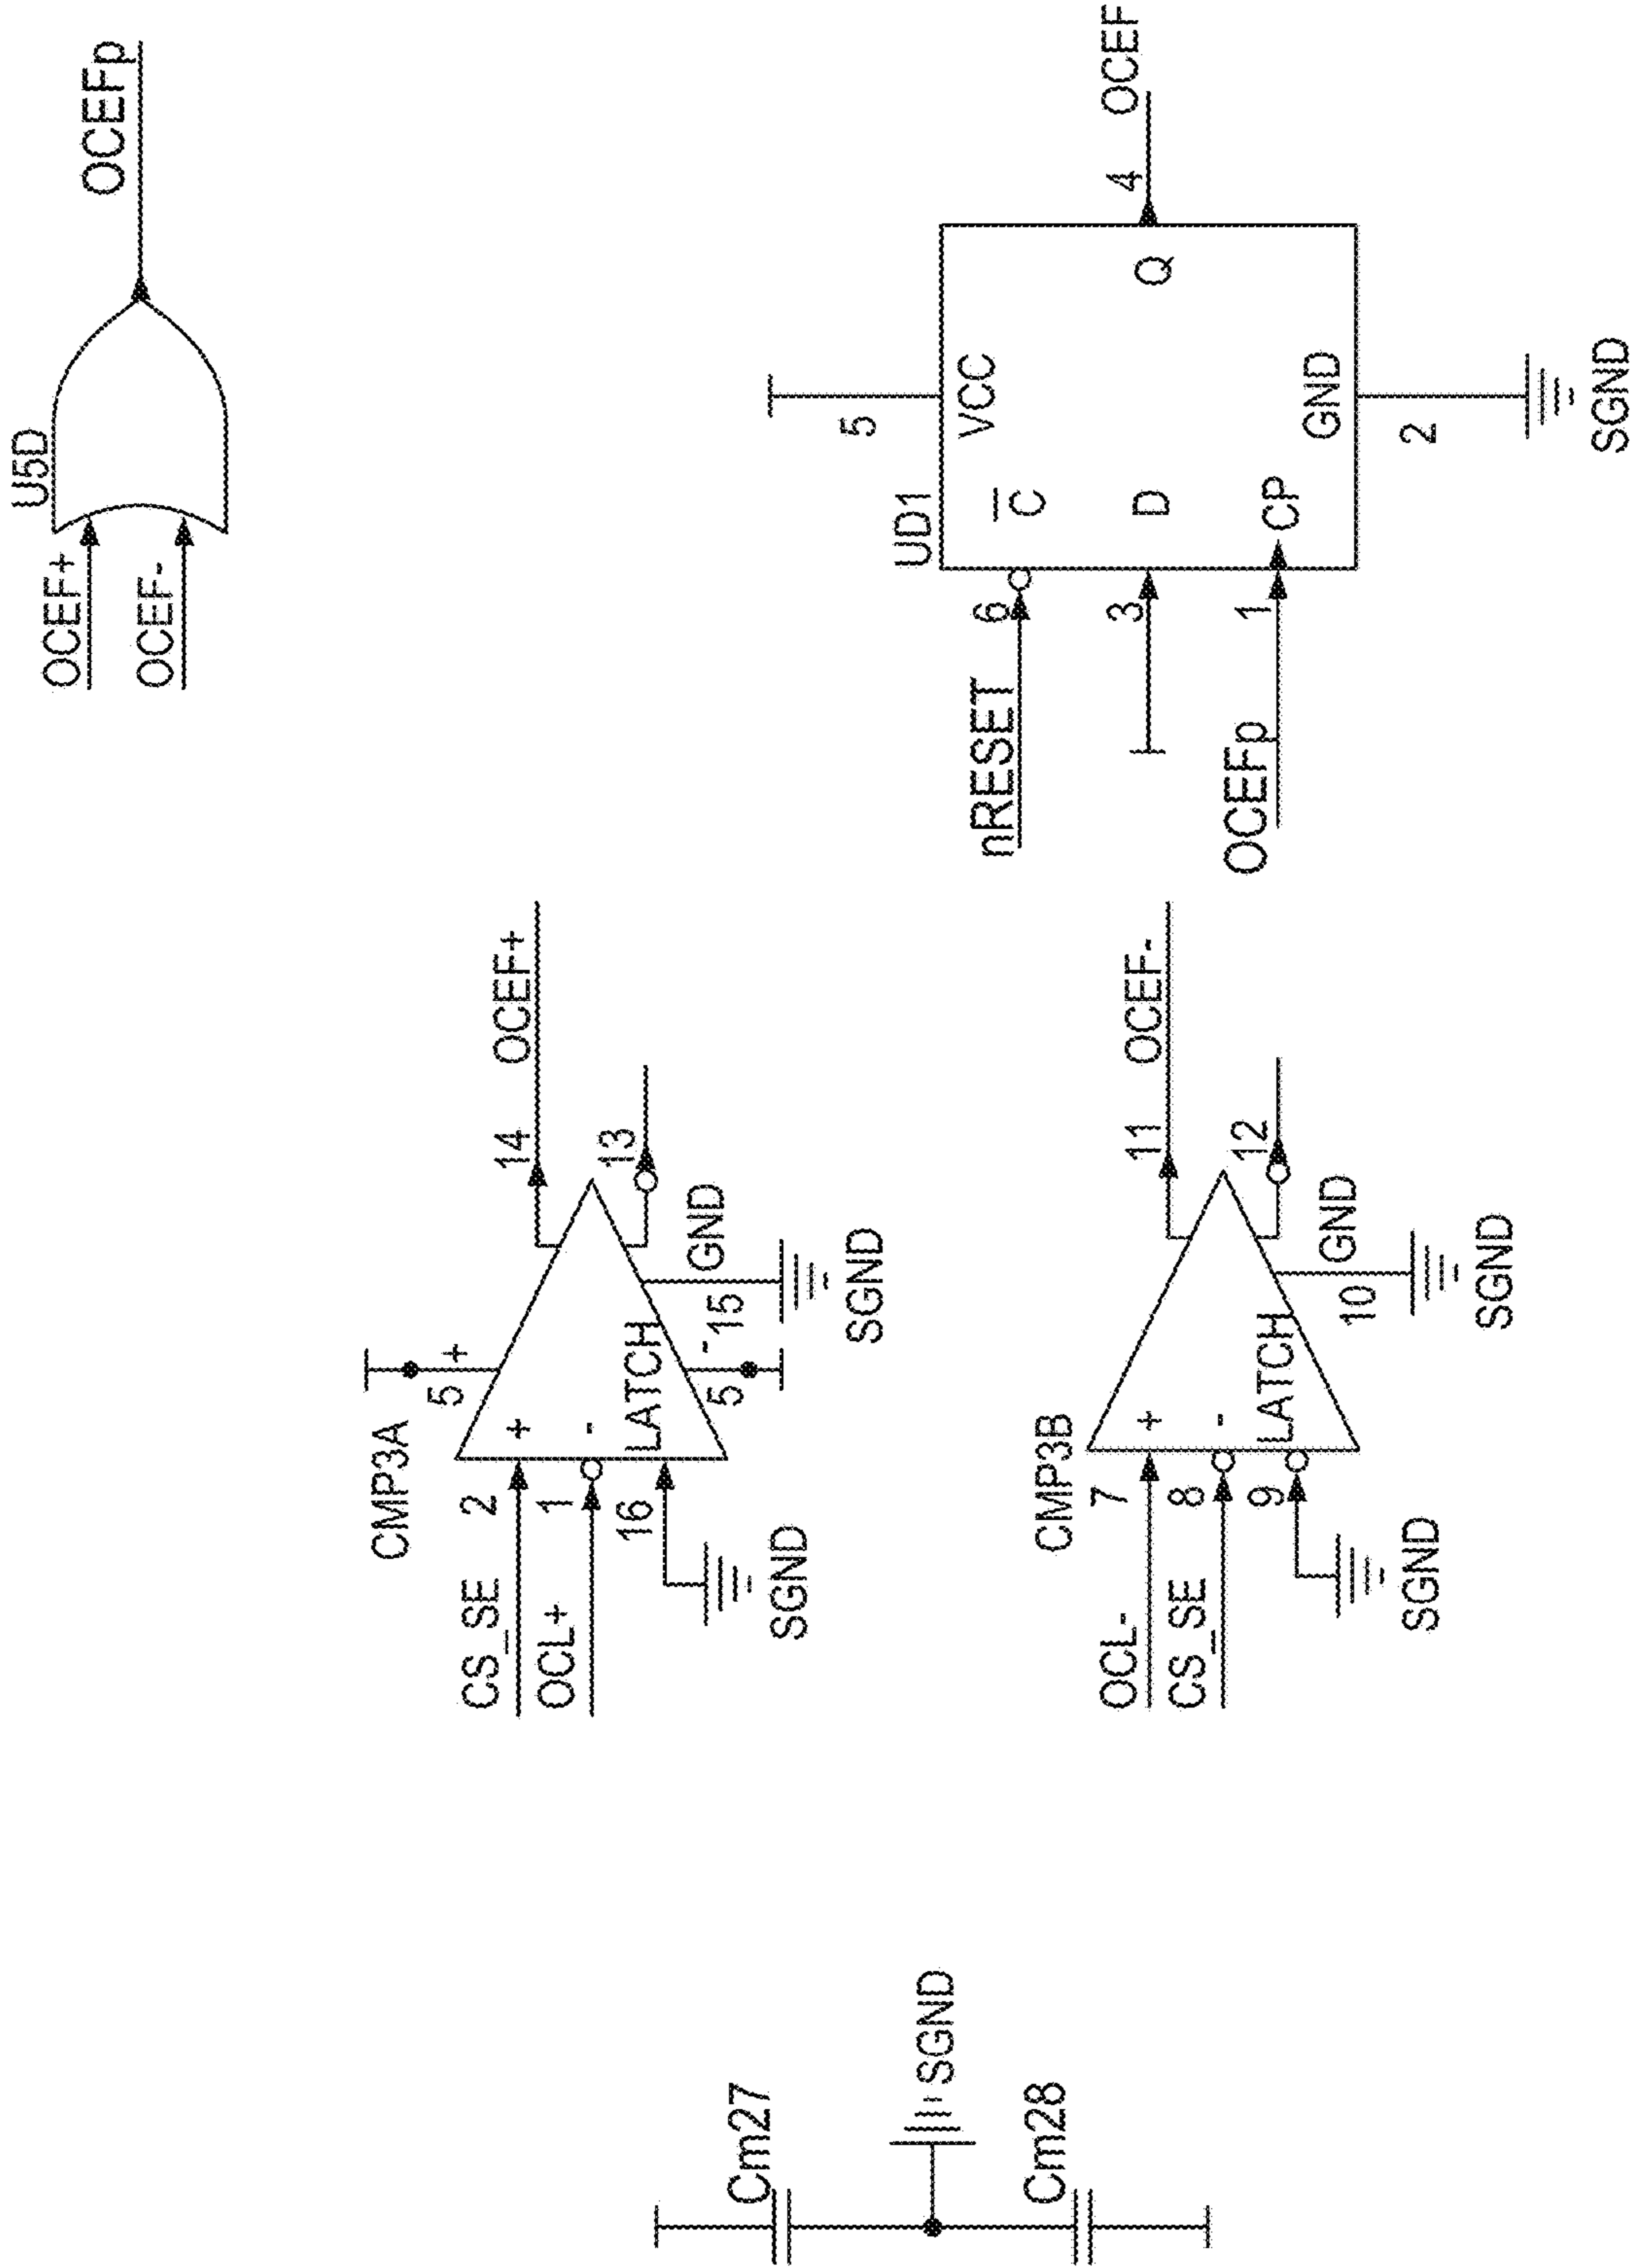 U5D
OCEF+
OCEF-
OCEFp
CMP3A
CS_SE
2
+
OCL+
1
-
16
LATCH
SGND
5
+
5
-
15
GND
SGND
14
OCEF+
13
CMP3B
OCL-
7
+
CS_SE
8
-
9
LATCH
SGND
10
GND
SGND
11
OCEF-
12
UD1
nRESET
6
C
3
D
OCEFp
1
CP
5
VCC
GND
2
SGND
Q
4
OCEF
Cm27
SGND
Cm28